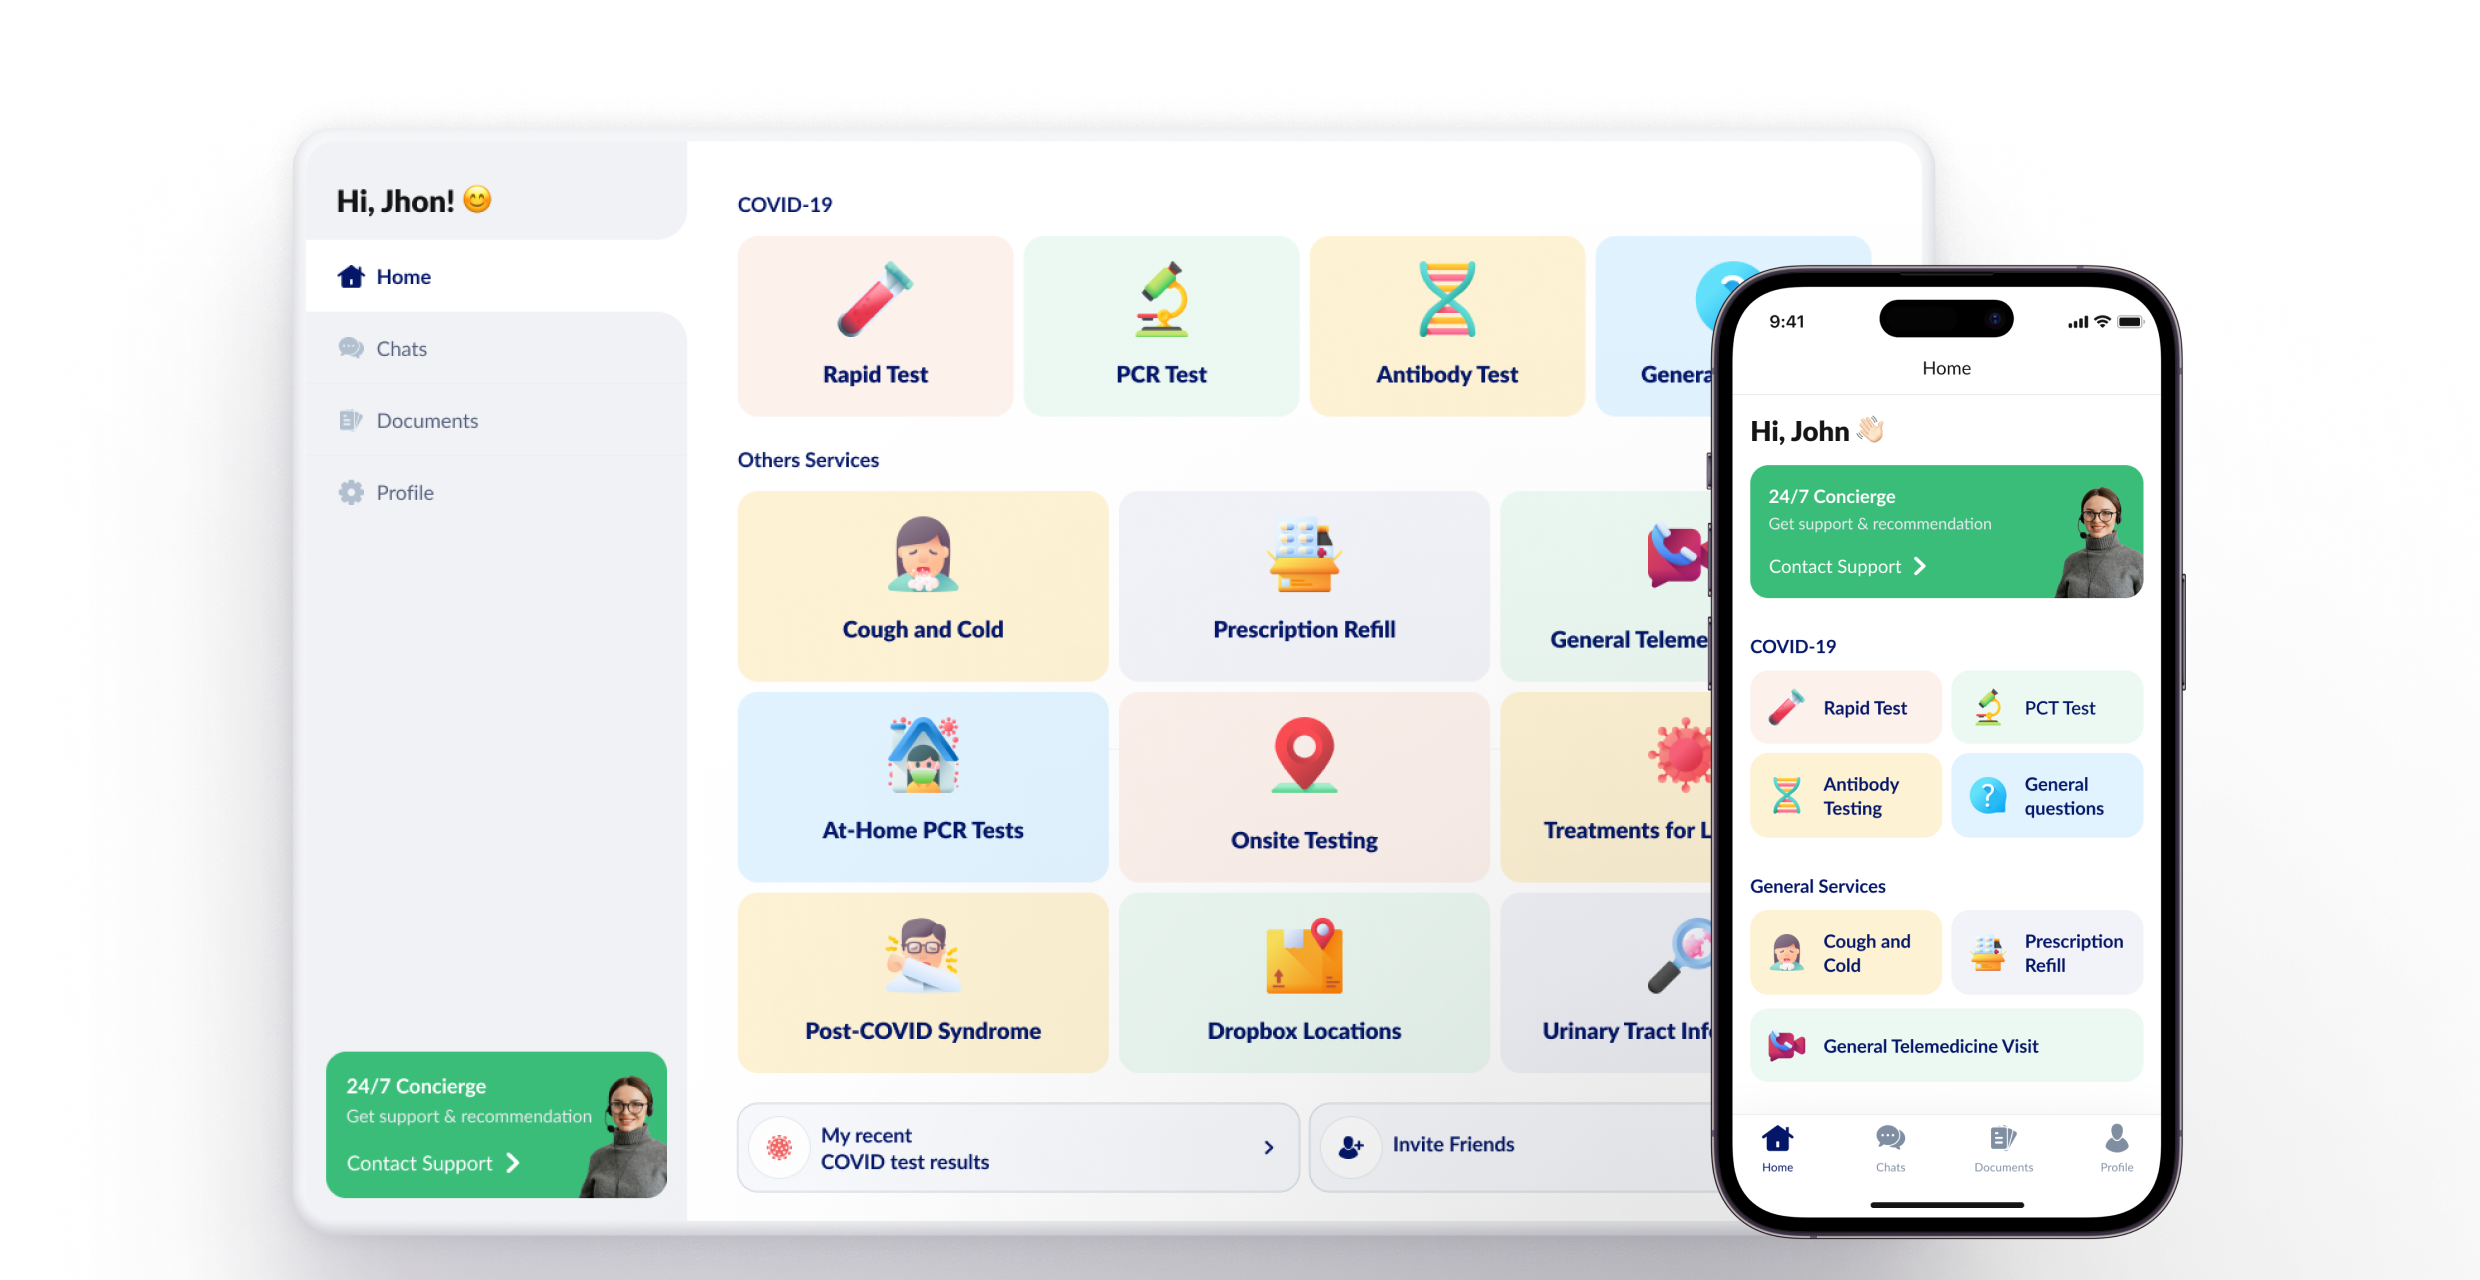 Hi, Jhon! 😊
Home
Chats
Documents
Profile
24/7 Concierge
Get support & recommendation
Contact Support
COVID-19
Rapid Test
PCR Test
Antibody Test
Others Services
Cough and Cold
Prescription Refill
General
At-Home PCR Tests
Onsite Testing
Treatments for
Post-COVID Syndrome
Dropbox Locations
Urinary Tract
My recent
COVID test results
Invite Friends
9:41
Home
Hi, John 👋🏻
24/7 Concierge
Get support & recommendation
Contact Support
COVID-19
Rapid Test
PCT Test
Antibody
Testing
General
questions
General Services
Cough and
Cold
Prescription
Refill
General Telemedicine Visit
Home
Chats
Documents
Profile